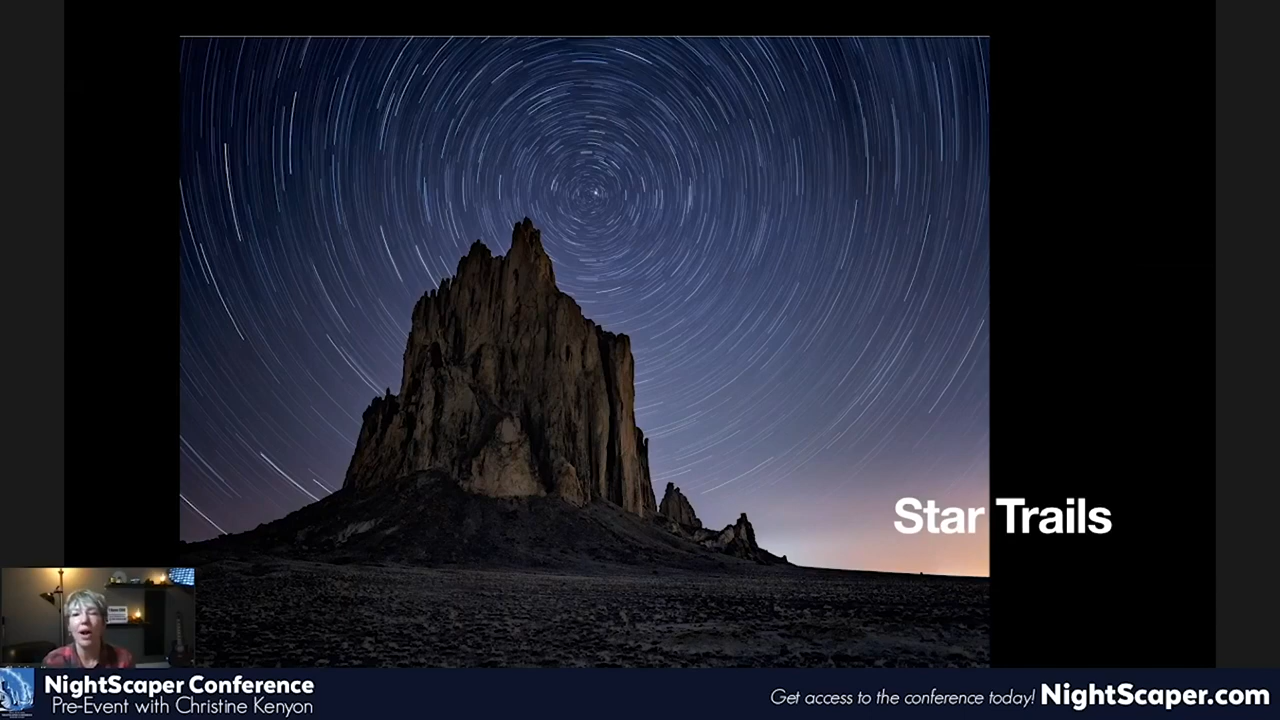 Star Trails
NightScaper Conference
Pre-Event with Christine Kenyon
Get access to the conference today! NightScaper.com